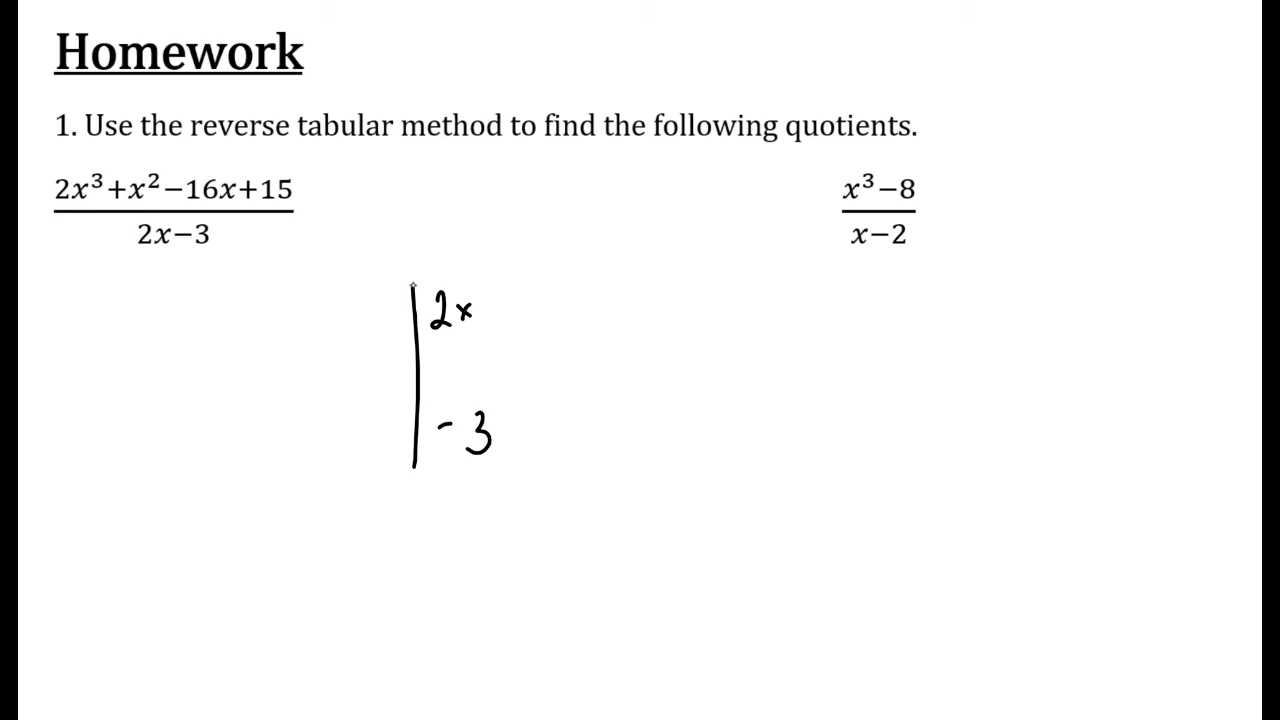 Homework
1. Use the reverse tabular method to find the following quotients.
2x³+x²−16x+15
2x−3
x³−8
x−2
2x
- 3